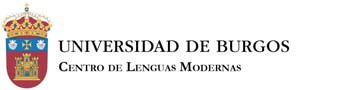 UNIVERSIDAD DE BURGOS
CENTRO DE LENGUAS MODERNAS